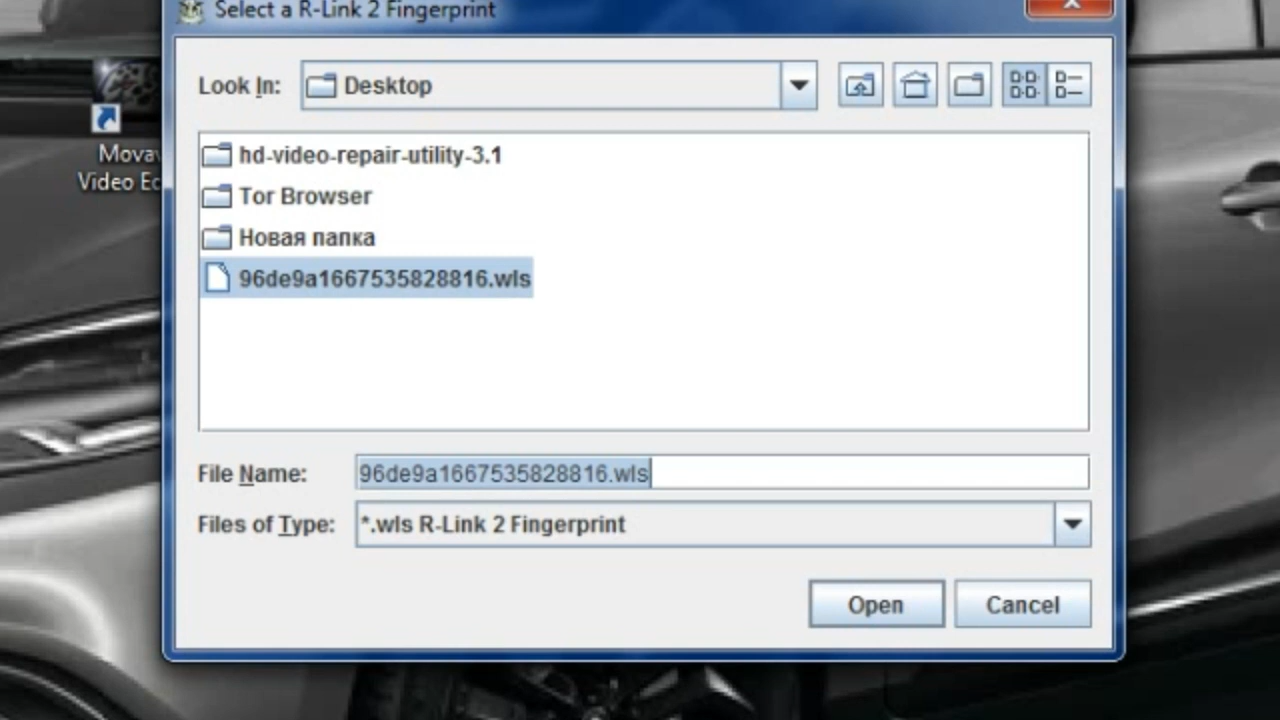 Select a R-Link 2 Fingerprint
Look In:
Desktop
hd-video-repair-utility-3.1
Tor Browser
Новая папка
96de9a1667535828816.wls
File Name:
96de9a1667535828816.wls
Files of Type:
*.wls R-Link 2 Fingerprint
Open
Cancel
Video